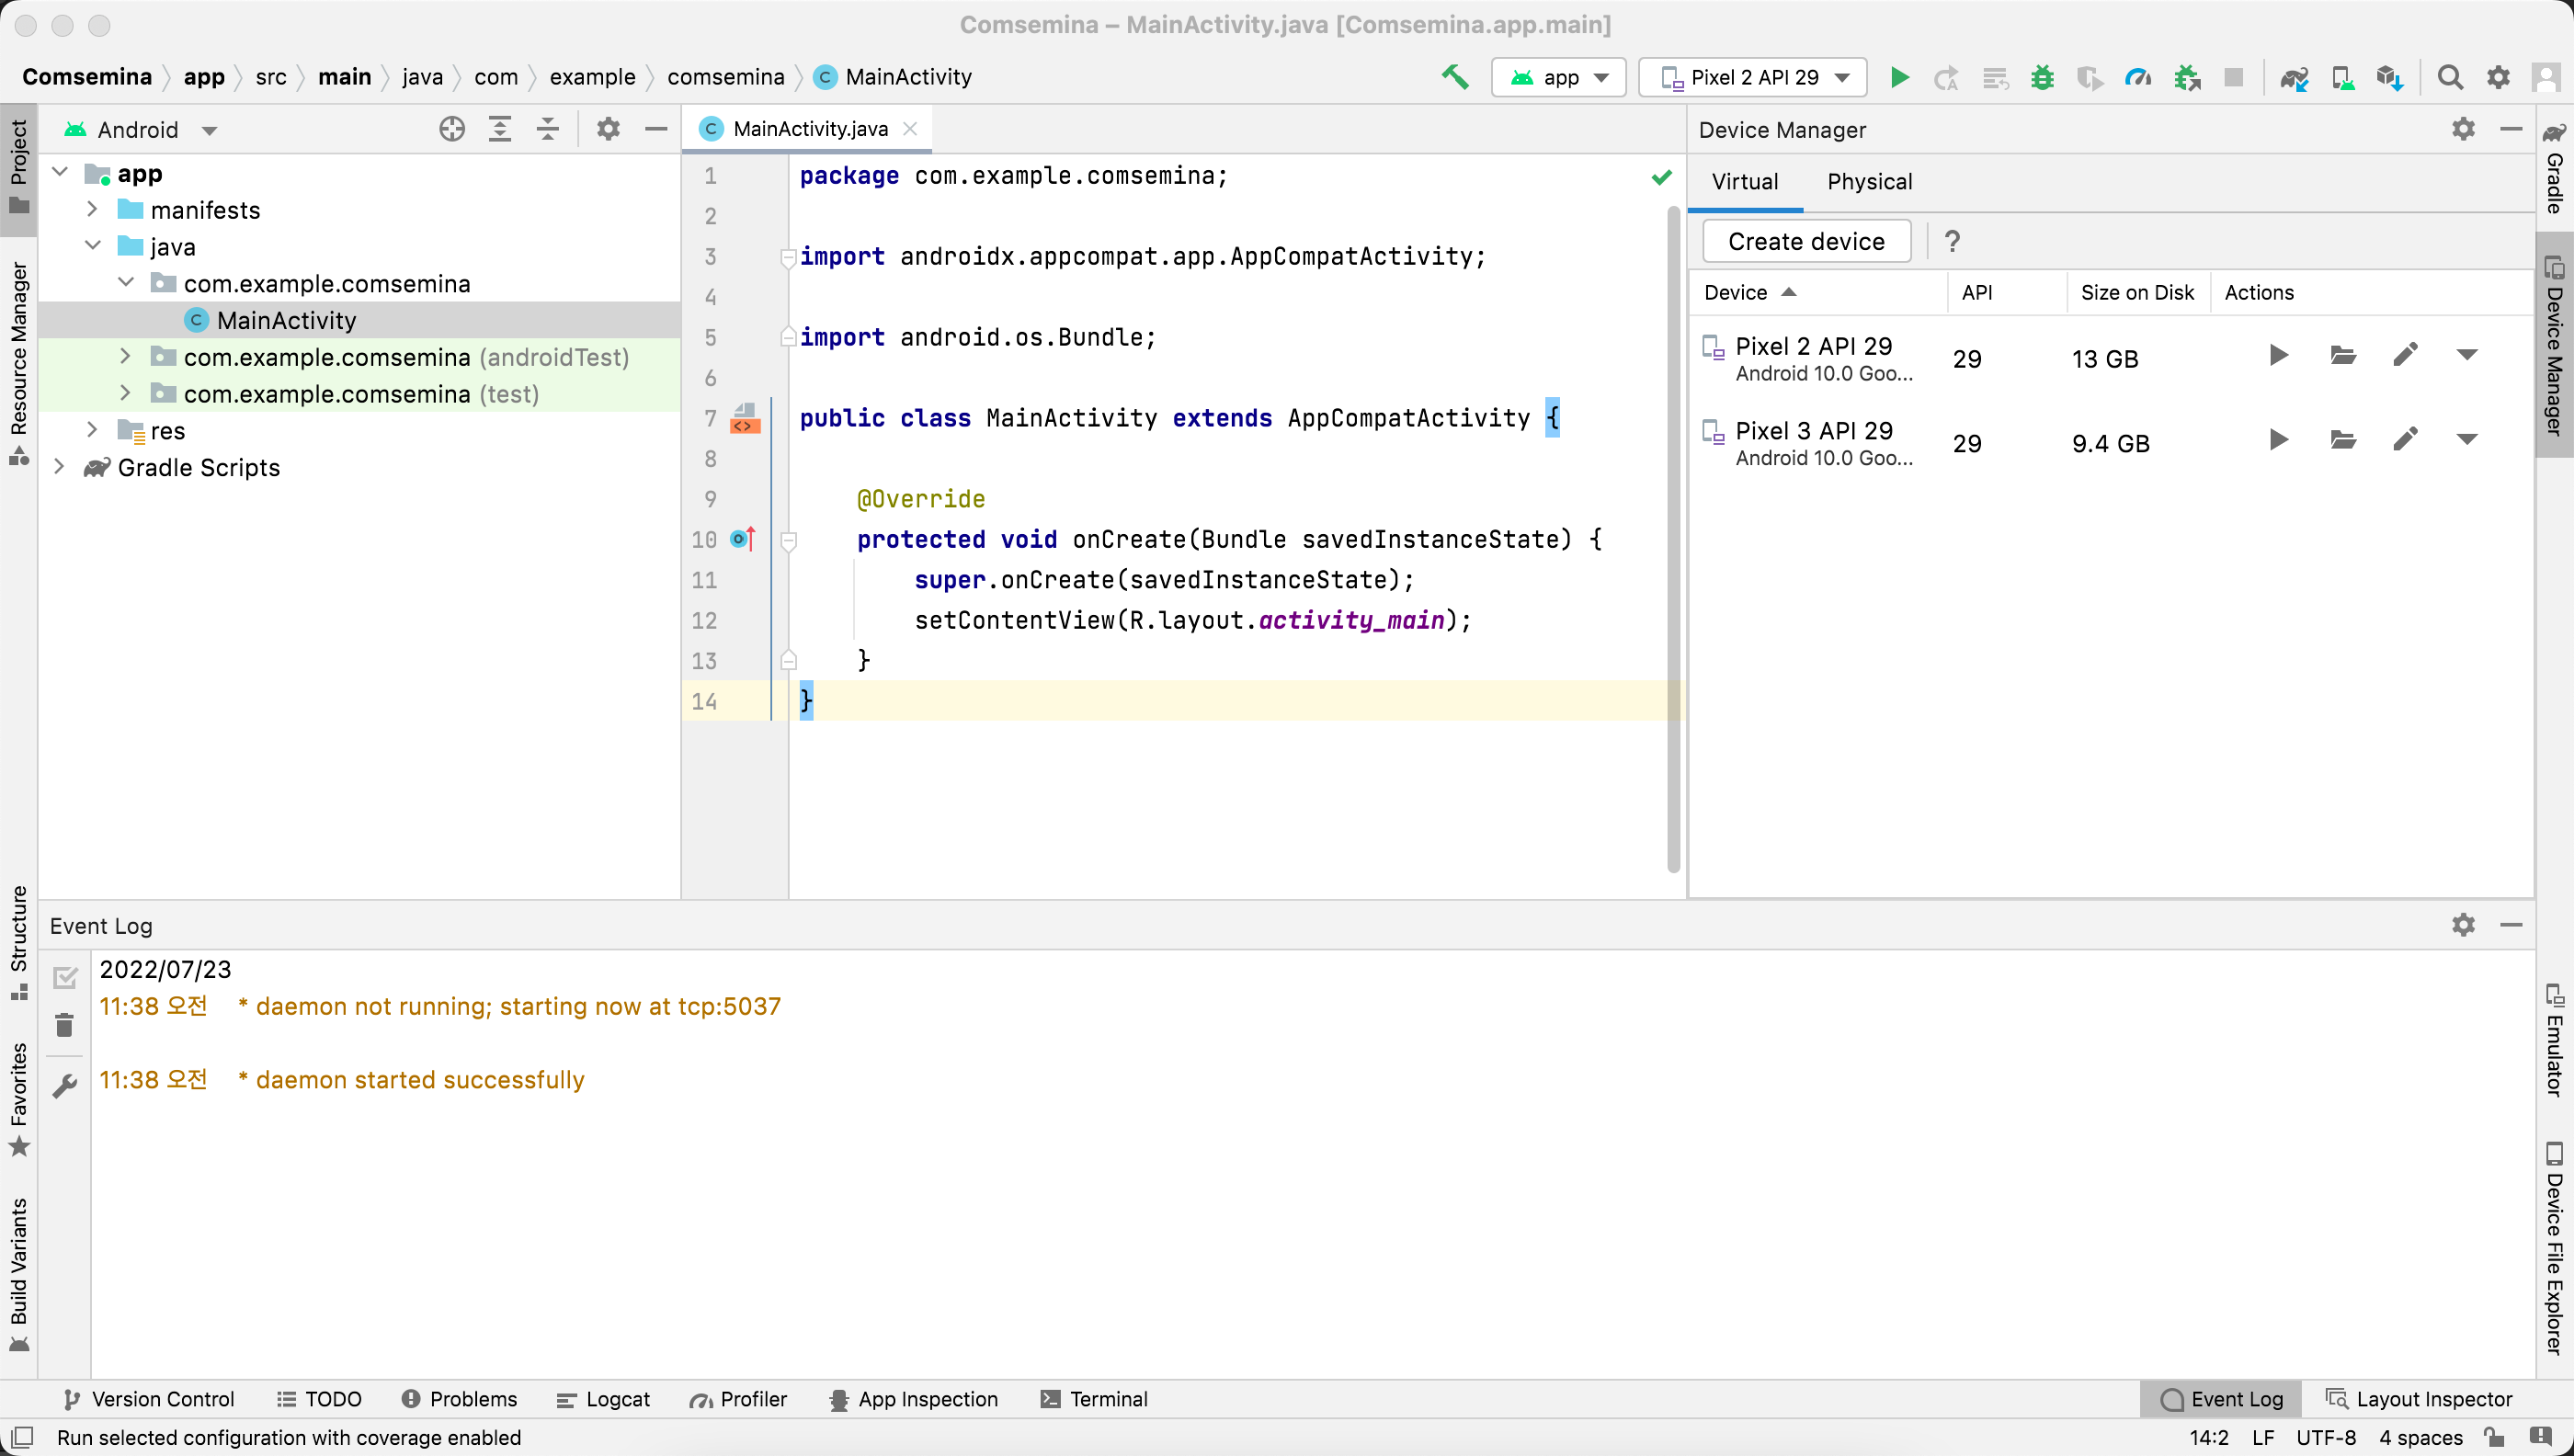 Comsemina – MainActivity.java [Comsemina.app.main]
Comsemina app src main java com example comsemina C MainActivity
app
Pixel 2 API 29
Project
Resource Manager
Structure
Favorites
Build Variants
Android
app
manifests
java
com.example.comsemina
C MainActivity
com.example.comsemina (androidTest)
com.example.comsemina (test)
res
Gradle Scripts
C MainActivity.java
1 package com.example.comsemina;
2
3 import androidx.appcompat.app.AppCompatActivity;
4
5 import android.os.Bundle;
6
7 public class MainActivity extends AppCompatActivity {
8
9 @Override
10 protected void onCreate(Bundle savedInstanceState) {
11 super.onCreate(savedInstanceState);
12 setContentView(R.layout.activity_main);
13 }
14 }
Device Manager
Virtual Physical
Create device ?
Device API Size on Disk Actions
Pixel 2 API 29 29 13 GB
Android 10.0 Goo...
Pixel 3 API 29 29 9.4 GB
Android 10.0 Goo...
Gradle
Device Manager
Emulator
Device File Explorer
Event Log
2022/07/23
11:38 오전 * daemon not running; starting now at tcp:5037
11:38 오전 * daemon started successfully
Version Control TODO Problems Logcat Profiler App Inspection Terminal Event Log Layout Inspector
Run selected configuration with coverage enabled 14:2 LF UTF-8 4 spaces